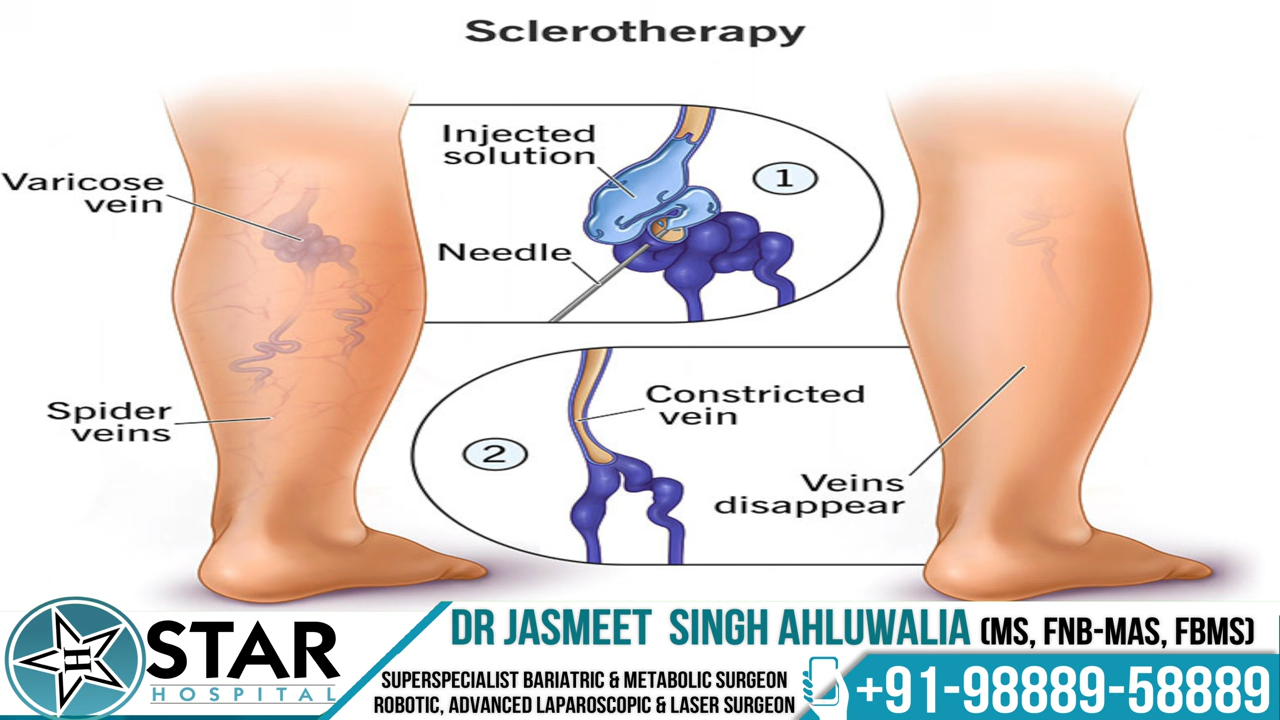 Sclerotherapy
Varicose
vein
Spider
veins
Injected
solution
Needle
1
2
Constricted
vein
Veins
disappear
H
STAR
HOSPITAL
DR JASMEET SINGH AHLUWALIA (MS, FNB-MAS, FBMS)
SUPERSPECIALIST BARIATRIC & METABOLIC SURGEON
ROBOTIC, ADVANCED LAPAROSCOPIC & LASER SURGEON
+91-98889-58889